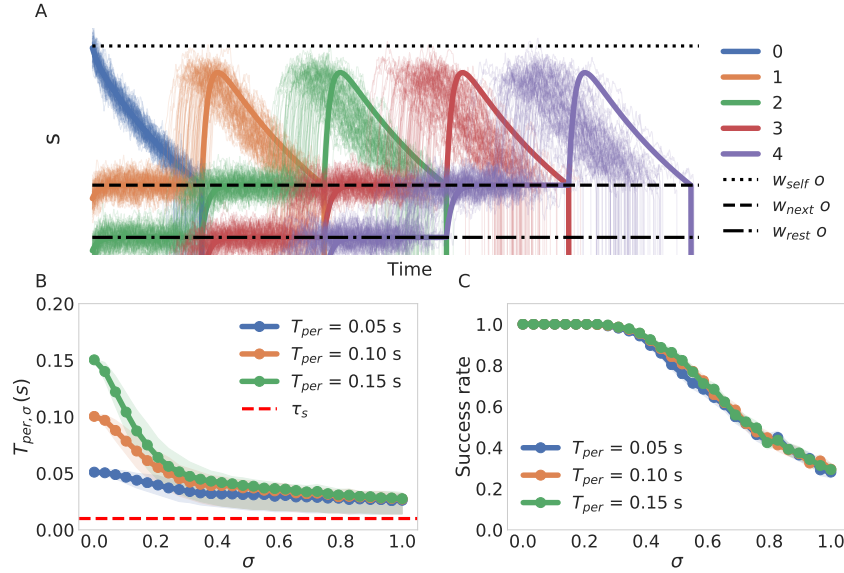 A
s
Time
0
1
2
3
4
w_self o
w_next o
w_rest o
B
T_per,σ (s)
0.20
0.15
0.10
0.05
0.00
0.0 0.2 0.4 0.6 0.8 1.0
σ
T_per = 0.05 s
T_per = 0.10 s
T_per = 0.15 s
τ_s
C
Success rate
1.0
0.8
0.6
0.4
0.2
0.0
0.0 0.2 0.4 0.6 0.8 1.0
σ
T_per = 0.05 s
T_per = 0.10 s
T_per = 0.15 s